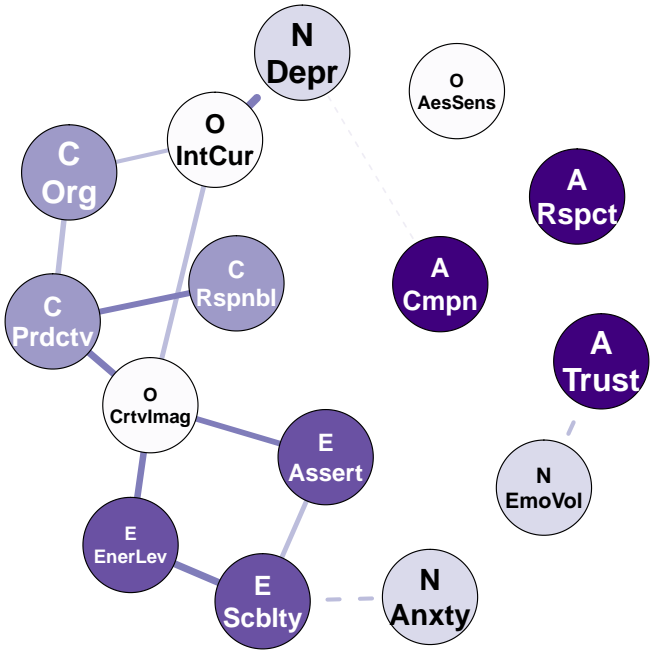 N
Depr
O
AesSens
O
IntCur
C
Org
A
Rspct
C
Rspnbl
A
Cmpn
C
Prdctv
A
Trust
O
CrtvImag
E
Assert
N
EmoVol
E
EnerLev
E
Scblty
N
Anxty